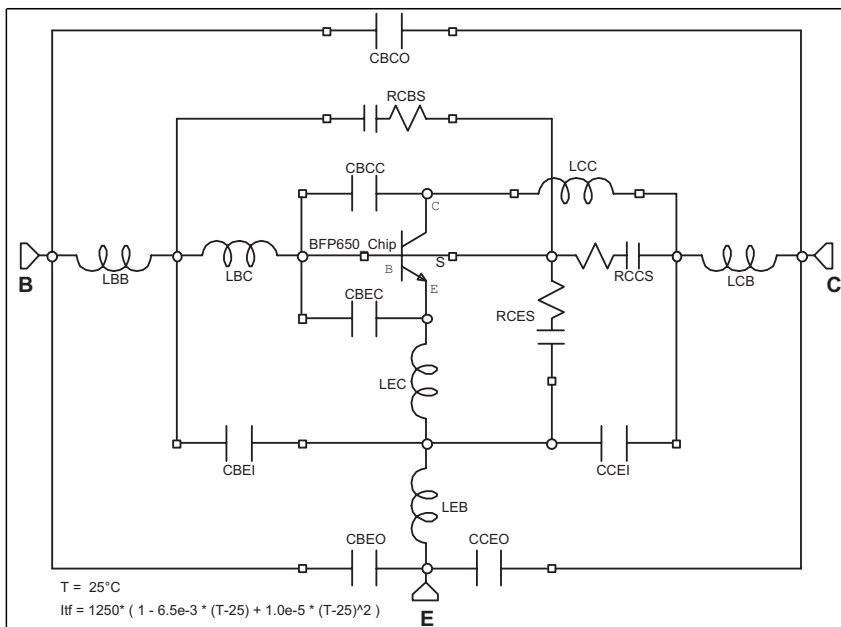 CBCO
RCBS
CBCC
LCC
C
BFP650_Chip
S
B
B
LBB
LBC
RCCS
LCB
C
E
CBEC
RCES
LEC
CBEI
CCEI
LEB
CBEO
CCEO
T = 25°C
Itf = 1250* ( 1 - 6.5e-3 * (T-25) + 1.0e-5 * (T-25)^2 )
E